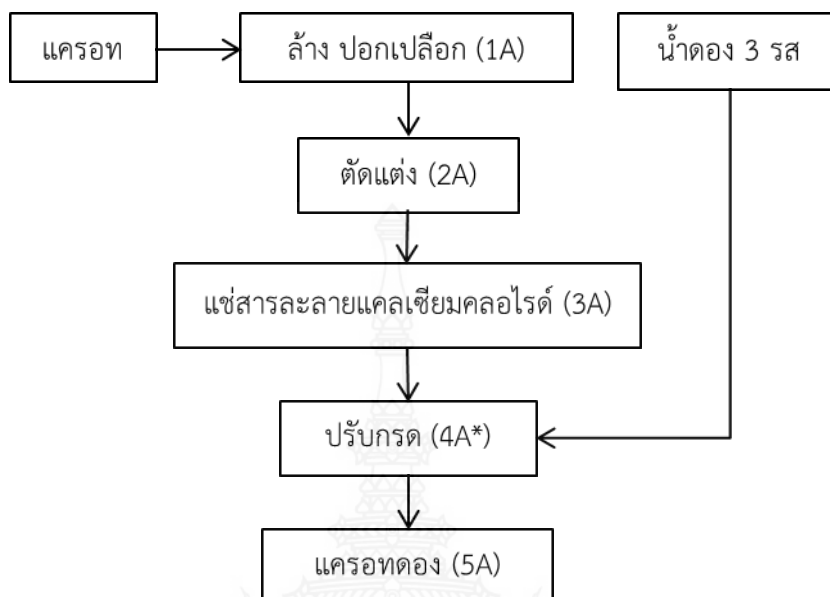 แครอท
ล้าง ปอกเปลือก (1A)
น้ำดอง 3 รส
ตัดแต่ง (2A)
แช่สารละลายแคลเซียมคลอไรด์ (3A)
ปรับกรด (4A*)
แครอทดอง (5A)